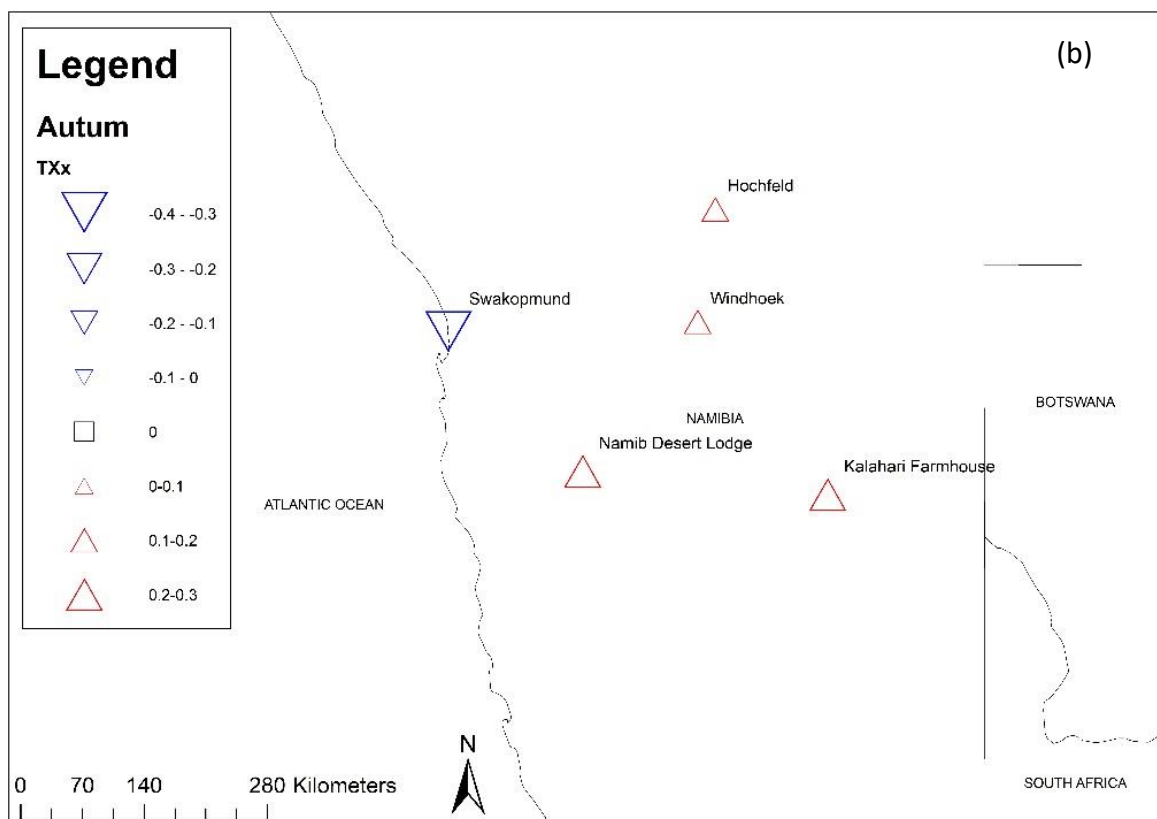 (b)
Legend
Autum
TXx
-0.4 - -0.3
-0.3 - -0.2
-0.2 - -0.1
-0.1 - 0
0
0-0.1
0.1-0.2
0.2-0.3
Hochfeld
Swakopmund
Windhoek
BOTSWANA
NAMIBIA
Namib Desert Lodge
Kalahari Farmhouse
ATLANTIC OCEAN
N
0 70 140 280 Kilometers
SOUTH AFRICA